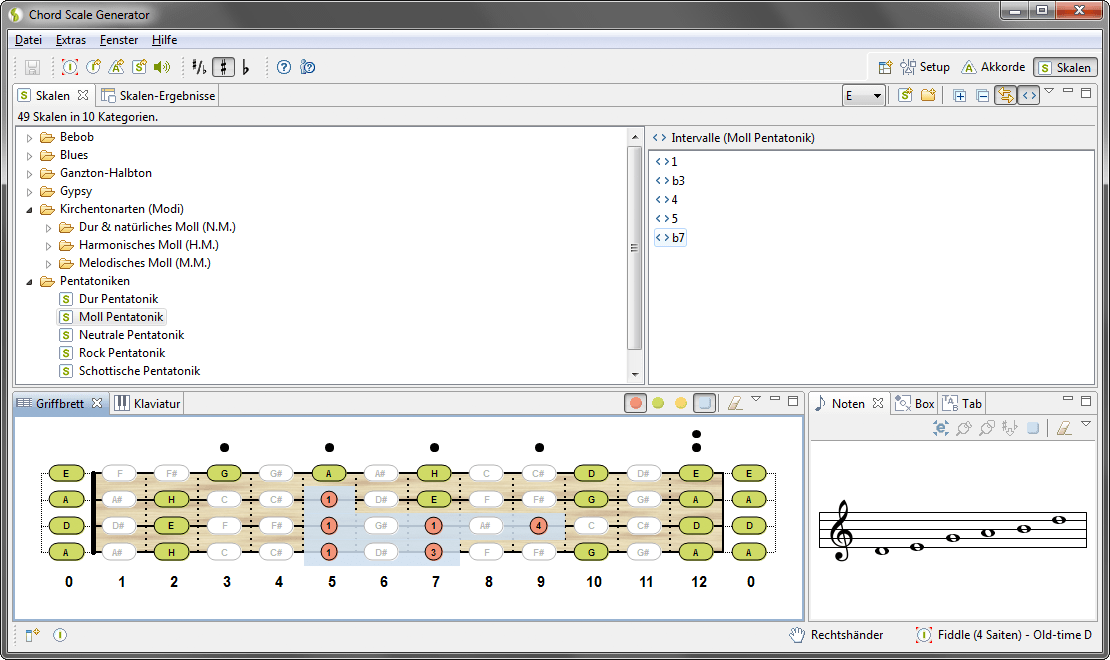 Chord Scale Generator
Datei Extras Fenster Hilfe
#/b # b Setup Akkorde Skalen
Skalen Skalen-Ergebnisse E
49 Skalen in 10 Kategorien.
Bebob
Blues
Ganzton-Halbton
Gypsy
Kirchentonarten (Modi)
Dur & natürliches Moll (N.M.)
Harmonisches Moll (H.M.)
Melodisches Moll (M.M.)
Pentatoniken
Dur Pentatonik
Moll Pentatonik
Neutrale Pentatonik
Rock Pentatonik
Schottische Pentatonik
Intervalle (Moll Pentatonik)
1
b3
4
5
b7
Griffbrett Klaviatur
E F F# G G# A A# H C C# D D# E E
A A# H C C# 1 D# E F F# G G# A A
D D# E F F# 1 G# 1 A# 4 C C# D D
A A# H C C# 1 D# 3 F F# G G# A A
0 1 2 3 4 5 6 7 8 9 10 11 12 0
Noten Box Tab
Rechtshänder Fiddle (4 Saiten) - Old-time D